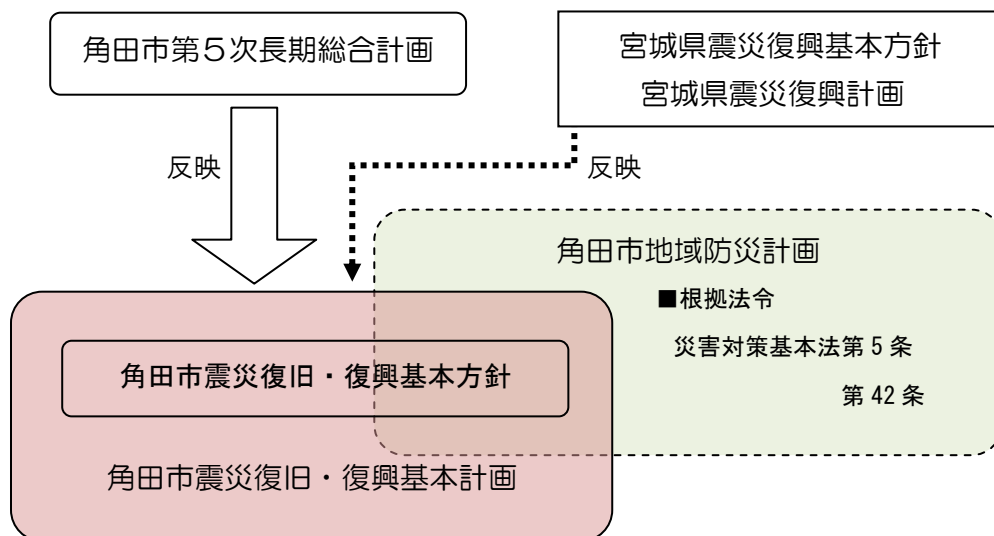 角田市第５次長期総合計画
宮城県震災復興基本方針
宮城県震災復興計画
反映
反映
角田市地域防災計画
■根拠法令
災害対策基本法第 5 条
第 42 条
角田市震災復旧・復興基本方針
角田市震災復旧・復興基本計画